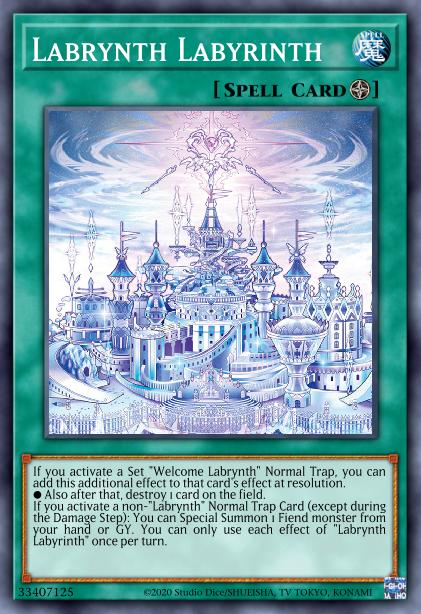 LABRYNTH LABYRINTH
SPELL
魔
[SPELL CARD]
If you activate a Set "Welcome Labrynth" Normal Trap, you can
add this additional effect to that card's effect at resolution.
● Also after that, destroy 1 card on the field.
If you activate a non-"Labrynth" Normal Trap Card (except during
the Damage Step): You can Special Summon 1 Fiend monster from
your hand or GY. You can only use each effect of "Labrynth
Labyrinth" once per turn.
33407125
©2020 Studio Dice/SHUEISHA, TV TOKYO, KONAMI